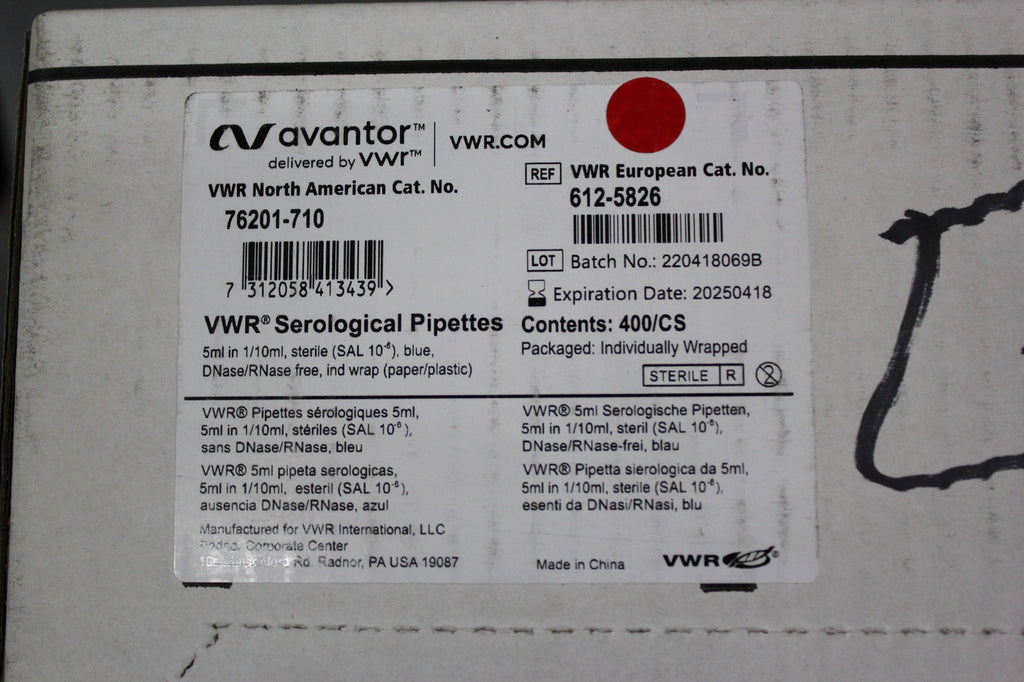 avantor™ | VWR.COM
delivered by vwr™
VWR North American Cat. No.
76201-710
7 312058 413439 >
REF VWR European Cat. No.
612-5826
LOT Batch No.: 220418069B
Expiration Date: 20250418
VWR® Serological Pipettes
5ml in 1/10ml, sterile (SAL 10⁻⁶), blue,
DNase/RNase free, ind wrap (paper/plastic)
Contents: 400/CS
Packaged: Individually Wrapped
STERILE R
2
VWR® Pipettes sérologiques 5ml,
5ml in 1/10ml, stériles (SAL 10⁻⁶),
sans DNase/RNase, bleu
VWR® 5ml pipeta serologicas,
5ml in 1/10ml, esteril (SAL 10⁻⁶),
ausencia DNase/RNase, azul
VWR® 5ml Serologische Pipetten,
5ml in 1/10ml, steril (SAL 10⁻⁶),
DNase/RNase-frei, blau
VWR® Pipetta sierologica da 5ml,
5ml in 1/10ml, sterile (SAL 10⁻⁶),
esenti da DNasi/RNasi, blu
Manufactured for VWR International, LLC
Corporate Center
Rd. Radnor, PA USA 19087
Made in China
VWR®